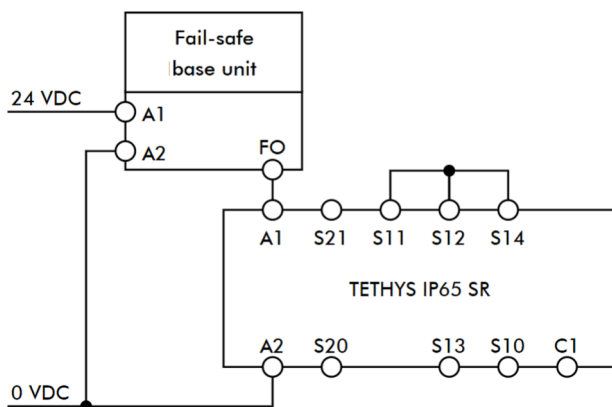 Fail-safe
base unit
24 VDC
A1
A2
FO
A1
S21
S11
S12
S14
TETHYS IP65 SR
A2
S20
S13
S10
C1
0 VDC